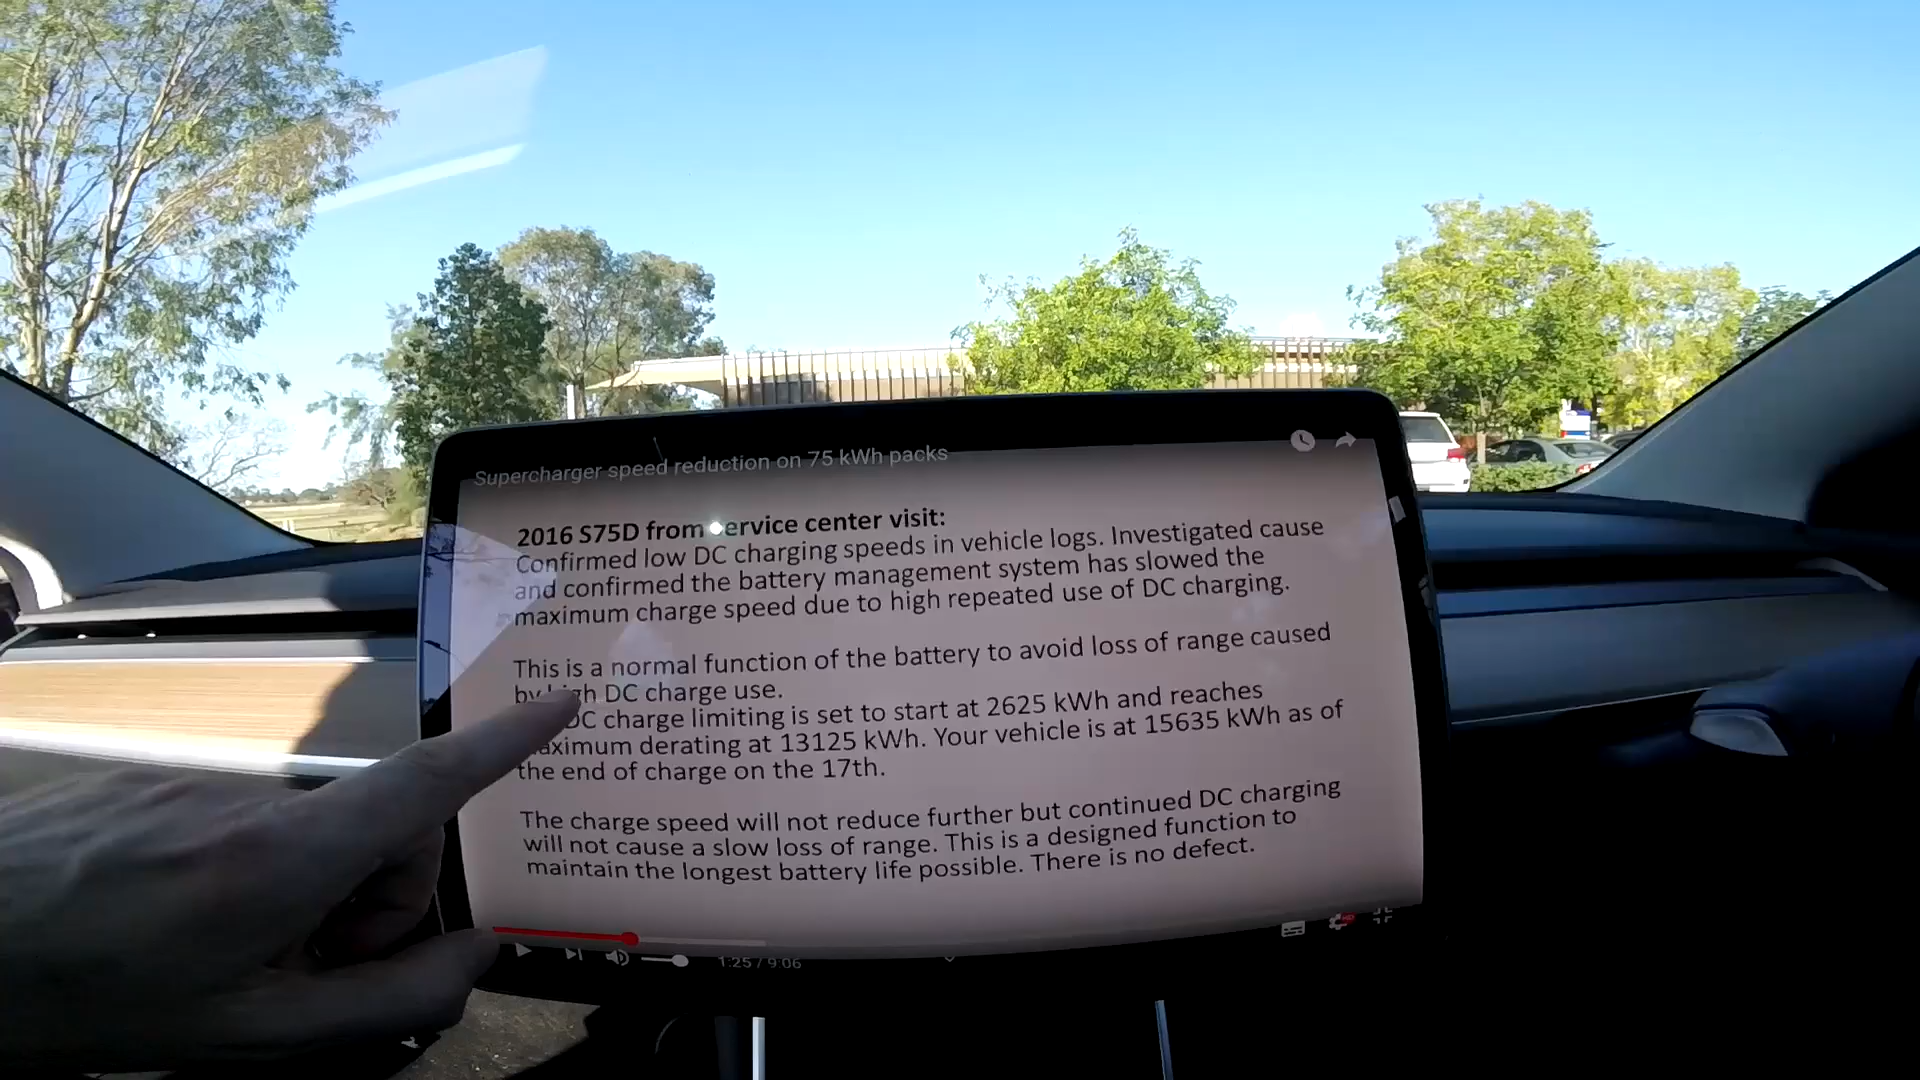 Supercharger speed reduction on 75 kWh packs
2016 S75D from service center visit:
Confirmed low DC charging speeds in vehicle logs. Investigated cause
and confirmed the battery management system has slowed the
maximum charge speed due to high repeated use of DC charging.
This is a normal function of the battery to avoid loss of range caused
by high DC charge use.
DC charge limiting is set to start at 2625 kWh and reaches
maximum derating at 13125 kWh. Your vehicle is at 15635 kWh as of
the end of charge on the 17th.
The charge speed will not reduce further but continued DC charging
will not cause a slow loss of range. This is a designed function to
maintain the longest battery life possible. There is no defect.
1:25 / 9:06
HD